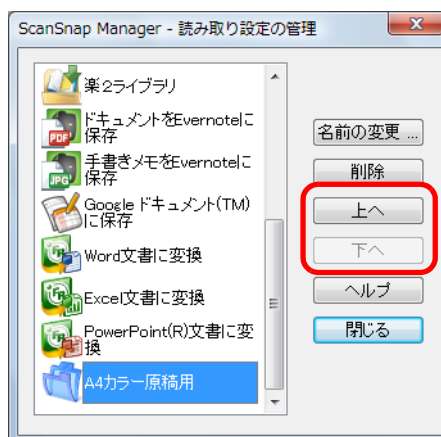 ScanSnap Manager - 読み取り設定の管理
楽2ライブラリ
ドキュメントをEvernoteに
保存
手書きメモをEvernoteに
保存
Google ドキュメント(TM)
に保存
Word文書に変換
Excel文書に変換
PowerPoint(R)文書に変
換
A4カラー原稿用
名前の変更 ...
削除
上へ
下へ
ヘルプ
閉じる
PDF
JPG